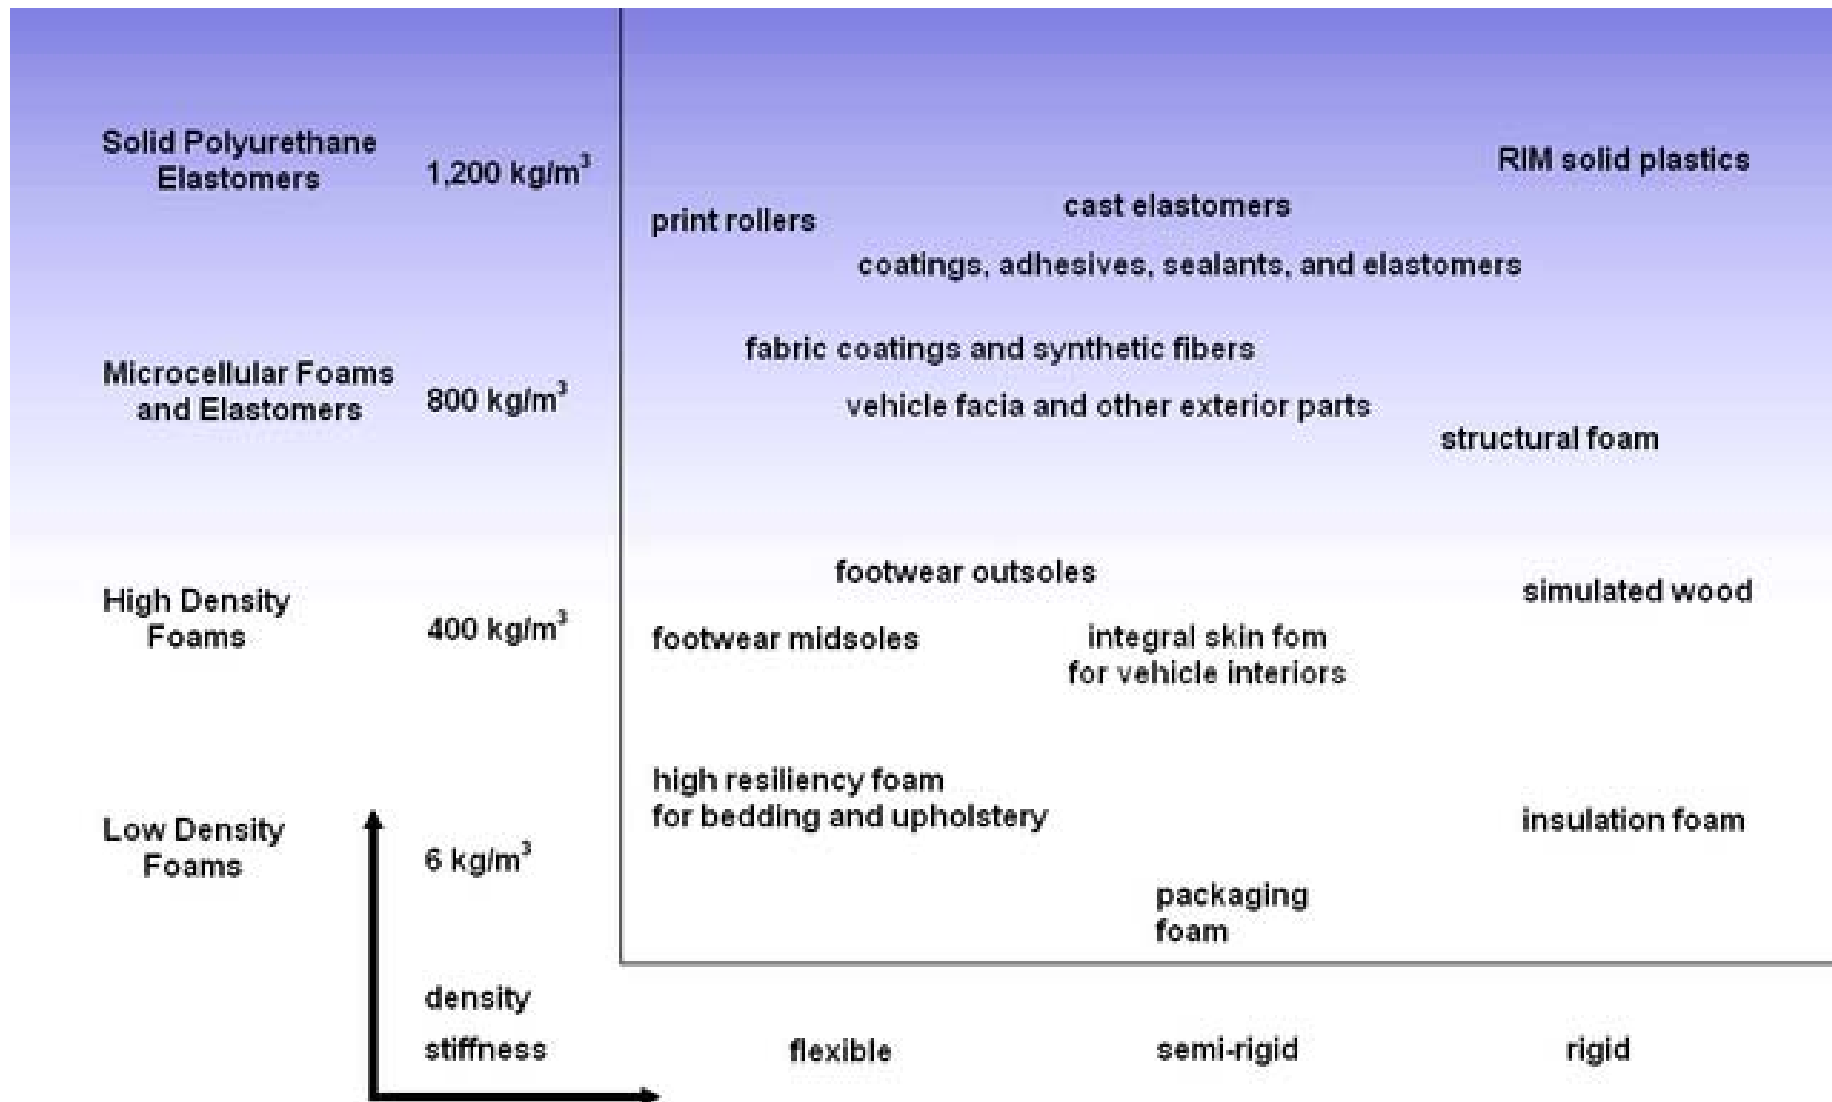 Solid Polyurethane
Elastomers
1,200 kg/m³
RIM solid plastics
cast elastomers
print rollers
coatings, adhesives, sealants, and elastomers
fabric coatings and synthetic fibers
Microcellular Foams
and Elastomers
800 kg/m³
vehicle facia and other exterior parts
structural foam
footwear outsoles
simulated wood
High Density
Foams
400 kg/m³
footwear midsoles
integral skin fom
for vehicle interiors
high resiliency foam
for bedding and upholstery
Low Density
Foams
6 kg/m³
insulation foam
packaging
foam
density
stiffness
flexible
semi-rigid
rigid